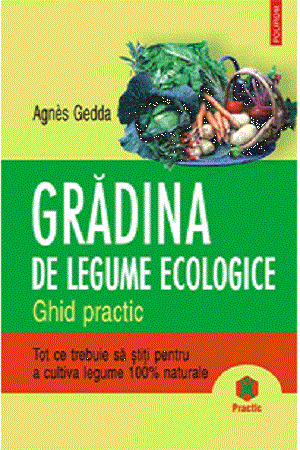 POLIROM
Agnès Gedda
GRĂDINA
DE LEGUME ECOLOGICE
Ghid practic
Tot ce trebuie să știți pentru
a cultiva legume 100% naturale
Practic